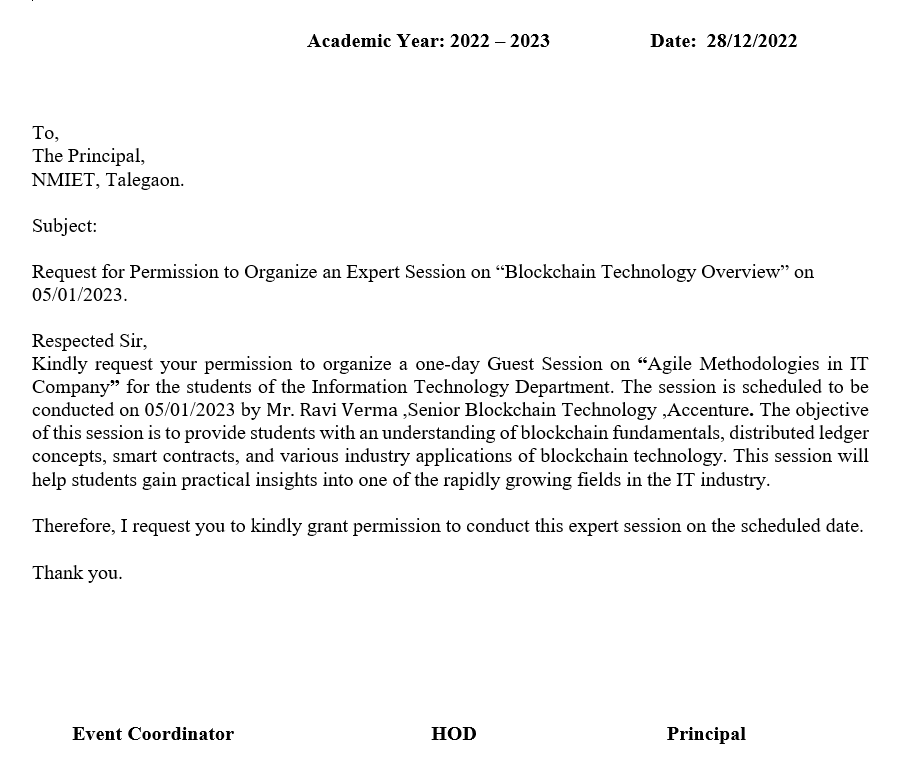 Academic Year: 2022 – 2023 Date: 28/12/2022
To,
The Principal,
NMIET, Talegaon.
Subject:
Request for Permission to Organize an Expert Session on “Blockchain Technology Overview” on
05/01/2023.
Respected Sir,
Kindly request your permission to organize a one-day Guest Session on “Agile Methodologies in IT
Company” for the students of the Information Technology Department. The session is scheduled to be
conducted on 05/01/2023 by Mr. Ravi Verma ,Senior Blockchain Technology ,Accenture. The objective
of this session is to provide students with an understanding of blockchain fundamentals, distributed ledger
concepts, smart contracts, and various industry applications of blockchain technology. This session will
help students gain practical insights into one of the rapidly growing fields in the IT industry.
Therefore, I request you to kindly grant permission to conduct this expert session on the scheduled date.
Thank you.
Event Coordinator HOD Principal